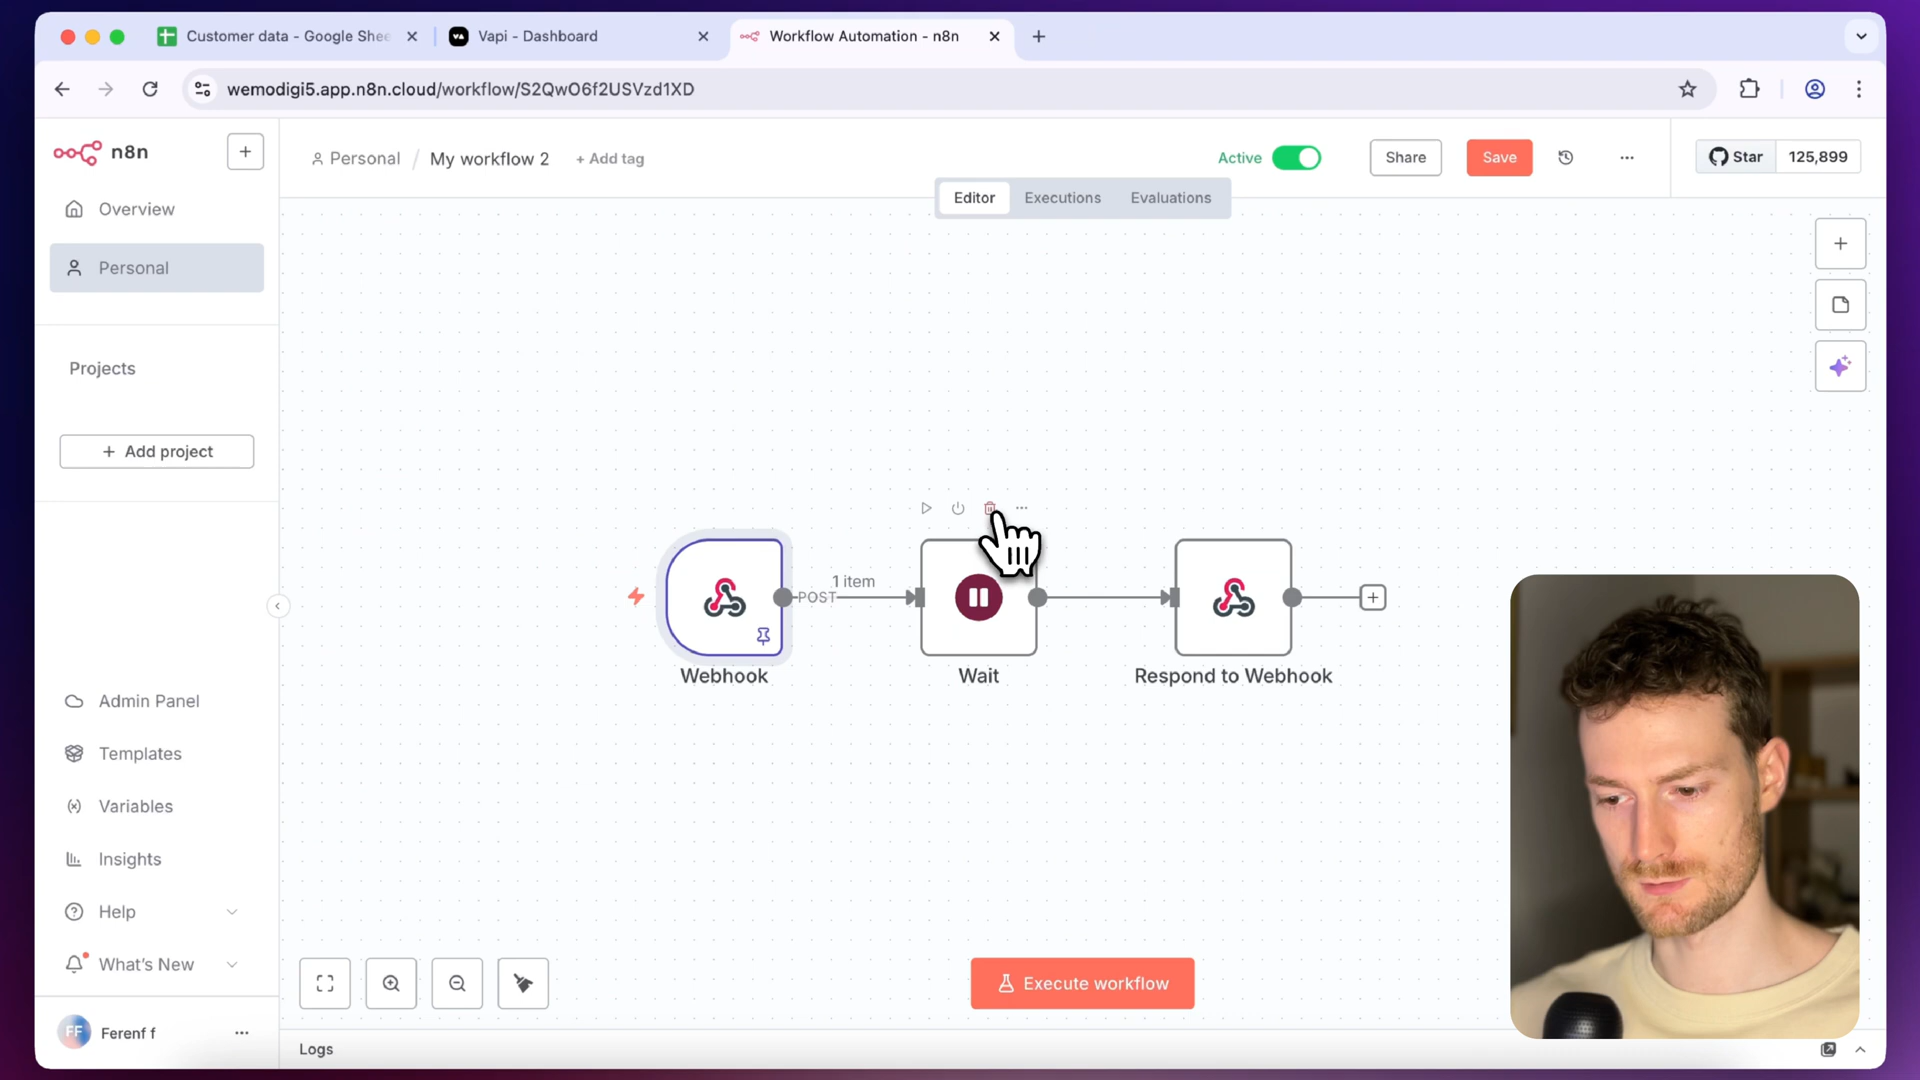 Customer data - Google Shee
Vapi - Dashboard
Workflow Automation - n8n
wemodigi5.app.n8n.cloud/workflow/S2QwO6f2USVzd1XD
n8n
Personal / My workflow 2 + Add tag
Active
Share
Save
Star 125,899
Editor
Executions
Evaluations
Overview
Personal
Projects
+ Add project
1 item
POST
Webhook
Wait
Respond to Webhook
Admin Panel
Templates
Variables
Insights
Help
What's New
FF Ferenf f
Execute workflow
Logs